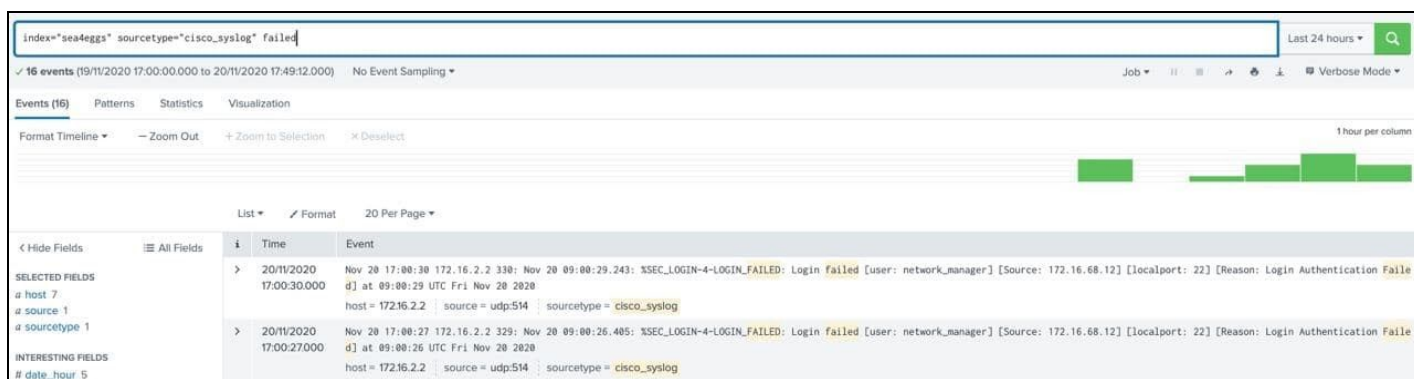 index="sea4eggs" sourcetype="cisco_syslog" failed
Last 24 hours
16 events (19/11/2020 17:00:00.000 to 20/11/2020 17:49:12.000) No Event Sampling
Job Verbose Mode
Events (16) Patterns Statistics Visualization
Format Timeline — Zoom Out + Zoom to Selection × Deselect
1 hour per column
List Format 20 Per Page
< Hide Fields All Fields i Time Event
SELECTED FIELDS
a host 7
a source 1
a sourcetype 1
INTERESTING FIELDS
# date_hour 5
> 20/11/2020 17:00:30.000
Nov 20 17:00:30 172.16.2.2 330: Nov 20 09:00:29.243: %SEC_LOGIN-4-LOGIN_FAILED: Login failed [user: network_manager] [Source: 172.16.68.12] [localport: 22] [Reason: Login Authentication Faile
d] at 09:00:29 UTC Fri Nov 20 2020
host = 172.16.2.2 source = udp:514 sourcetype = cisco_syslog
> 20/11/2020 17:00:27.000
Nov 20 17:00:27 172.16.2.2 329: Nov 20 09:00:26.405: %SEC_LOGIN-4-LOGIN_FAILED: Login failed [user: network_manager] [Source: 172.16.68.12] [localport: 22] [Reason: Login Authentication Faile
d] at 09:00:26 UTC Fri Nov 20 2020
host = 172.16.2.2 source = udp:514 sourcetype = cisco_syslog